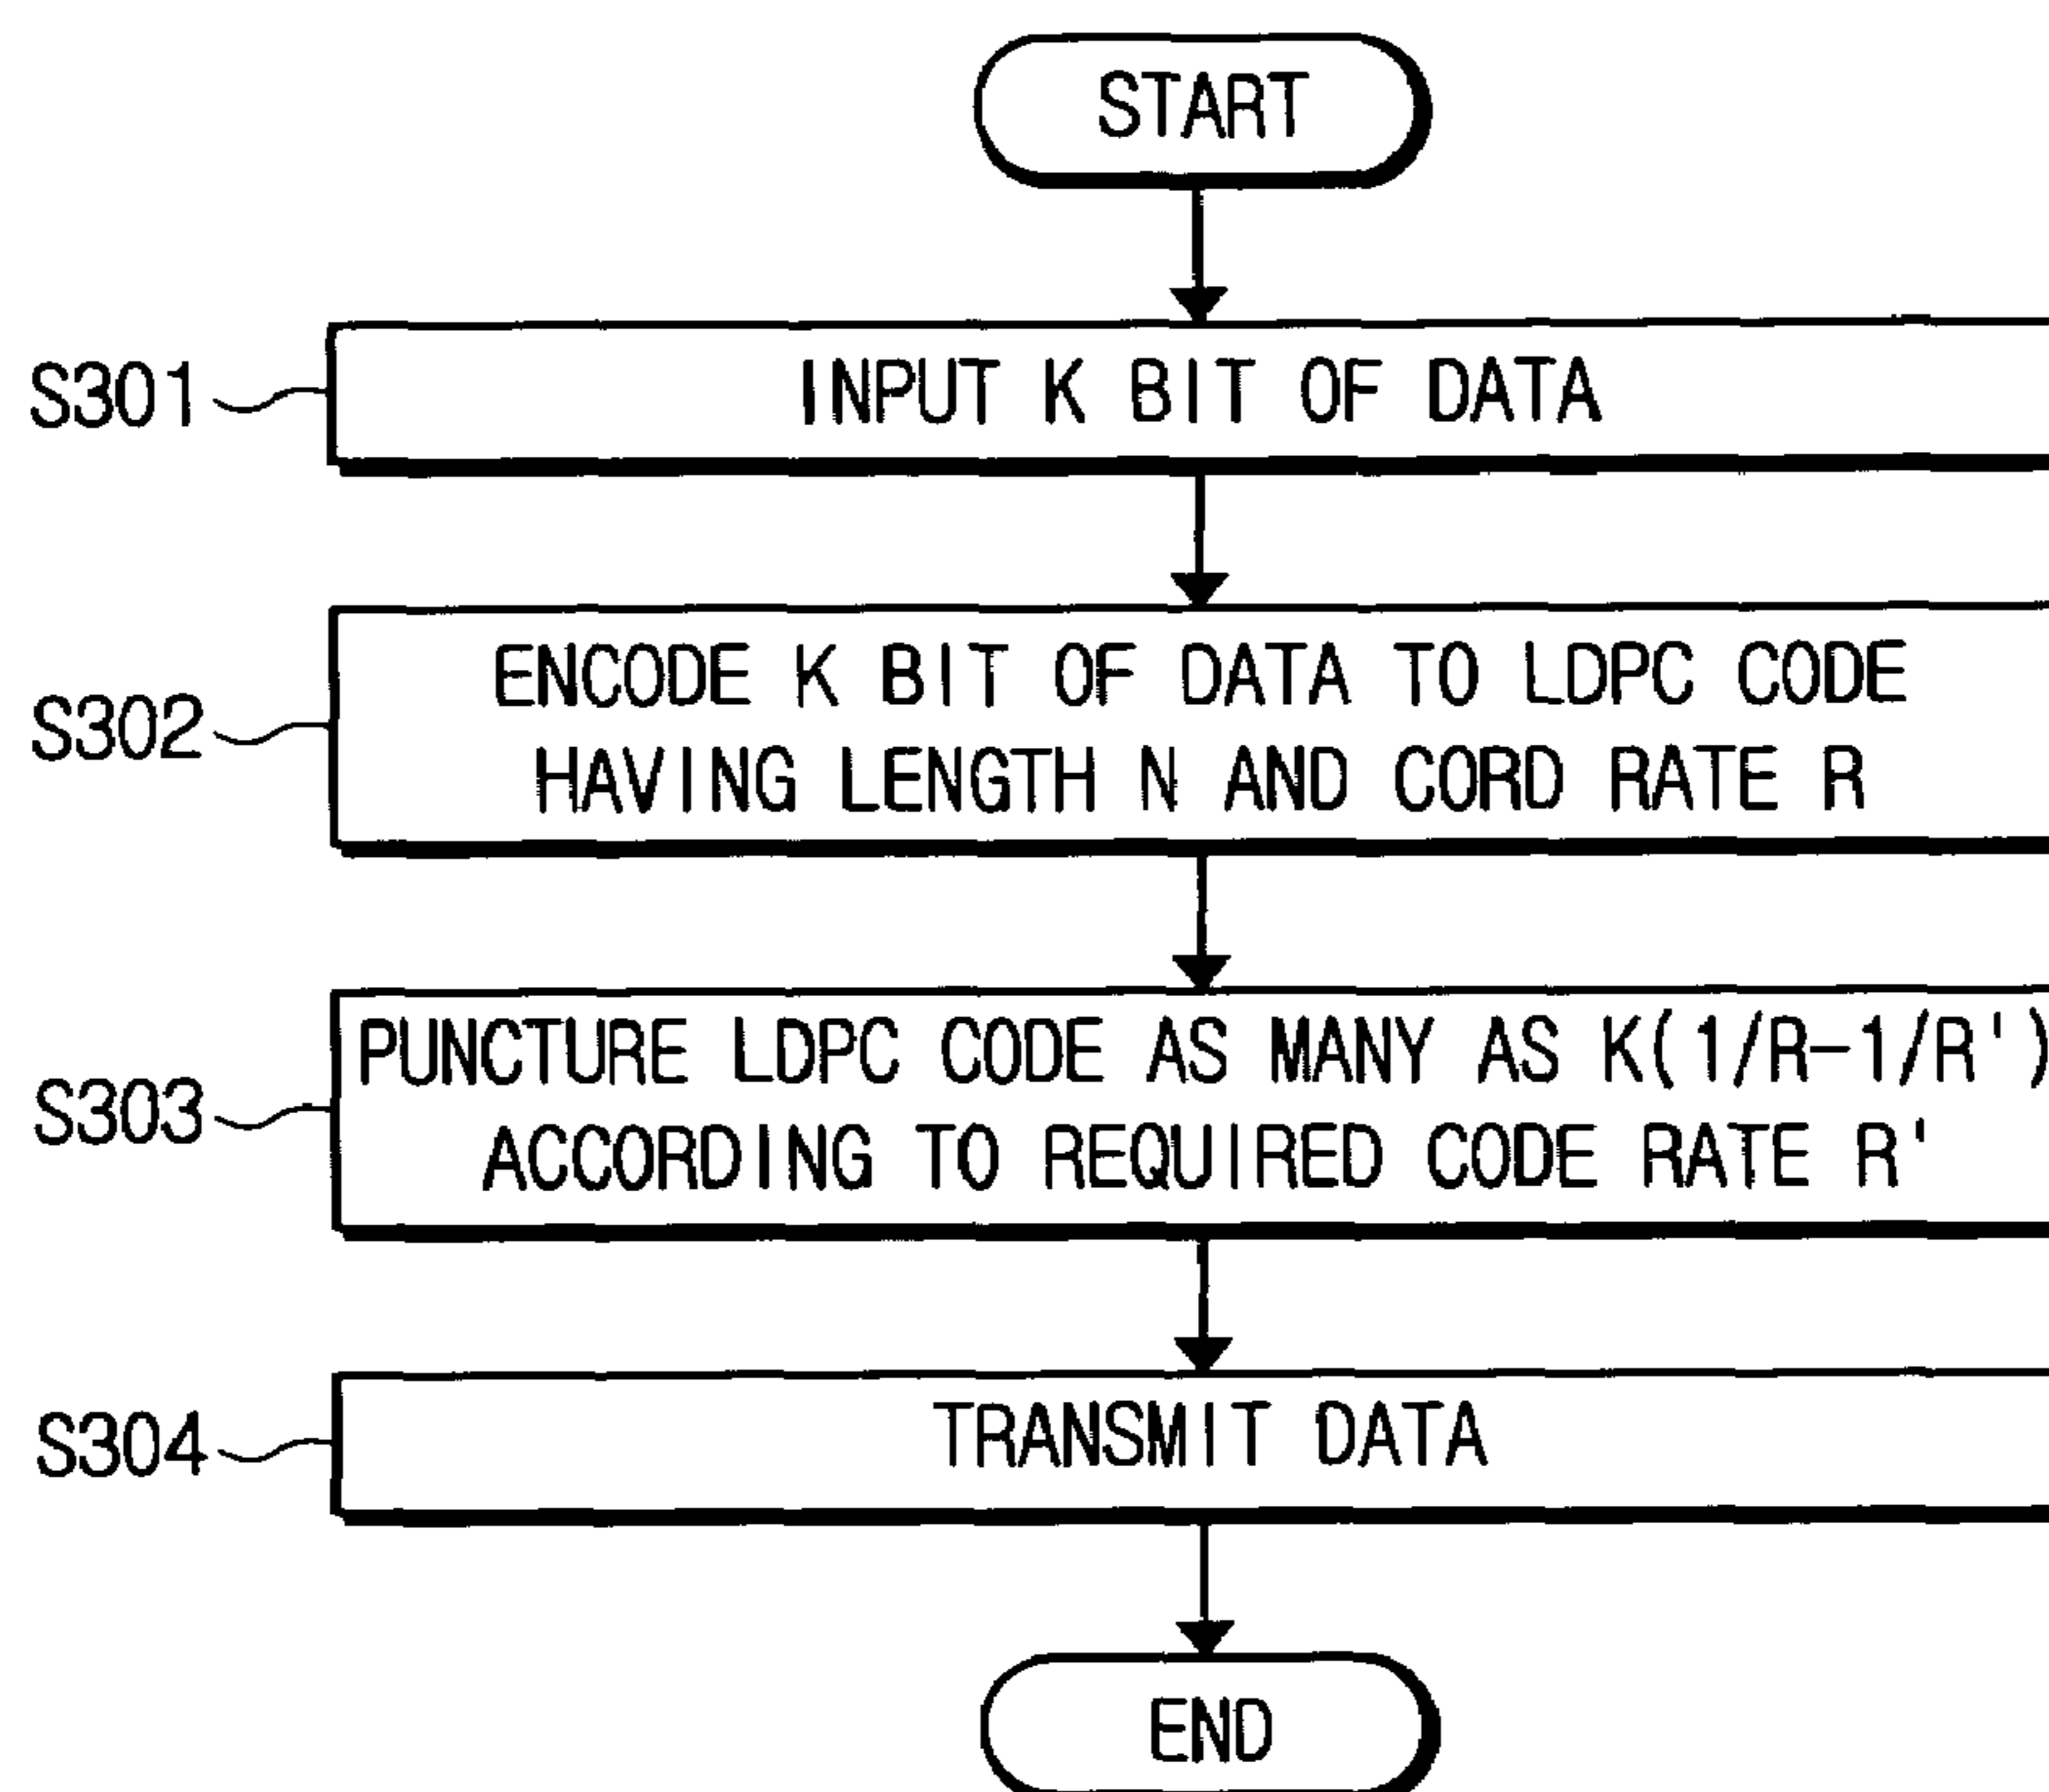 START
S301
INPUT K BIT OF DATA
S302
ENCODE K BIT OF DATA TO LDPC CODE
HAVING LENGTH N AND CORD RATE R
S303
PUNCTURE LDPC CODE AS MANY AS K(1/R-1/R')
ACCORDING TO REQUIRED CODE RATE R'
S304
TRANSMIT DATA
END